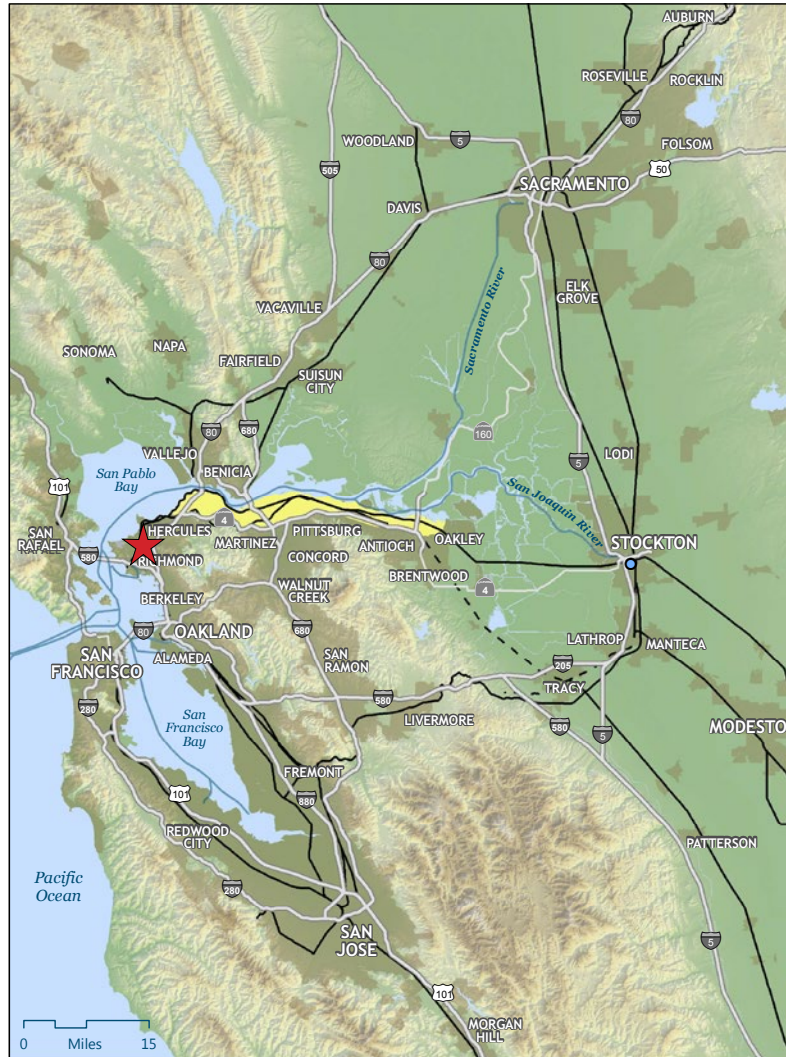 AUBURN
ROSEVILLE
ROCKLIN
80
WOODLAND
5
FOLSOM
505
50
SACRAMENTO
DAVIS
80
Sacramento River
ELK
GROVE
VACAVILLE
SONOMA
NAPA
FAIRFIELD
SUISUN
CITY
80
680
160
VALLEJO
LODI
5
BENICIA
San Pablo
Bay
101
San Joaquin River
HERCULES
4
SAN
RAFAEL
580
MARTINEZ
PITTSBURG
ANTIOCH
OAKLEY
STOCKTON
RICHMOND
CONCORD
BRENTWOOD
4
BERKELEY
WALNUT
CREEK
80
OAKLAND
680
LATHROP
MANTECA
SAN
FRANCISCO
ALAMEDA
SAN
RAMON
205
TRACY
280
580
San
Francisco
Bay
LIVERMORE
580
5
MODESTO
FREMONT
101
880
REDWOOD
CITY
PATTERSON
Pacific
Ocean
280
SAN
JOSE
5
101
MORGAN
HILL
0 Miles 15